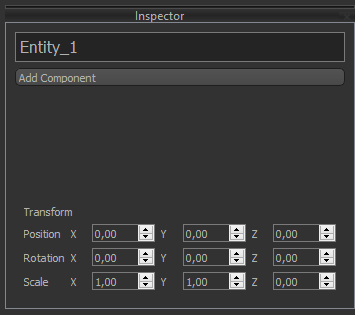 Inspector
Entity_1
Add Component
Transform
Position X 0,00 Y 0,00 Z 0,00
Rotation X 0,00 Y 0,00 Z 0,00
Scale X 1,00 Y 1,00 Z 0,00